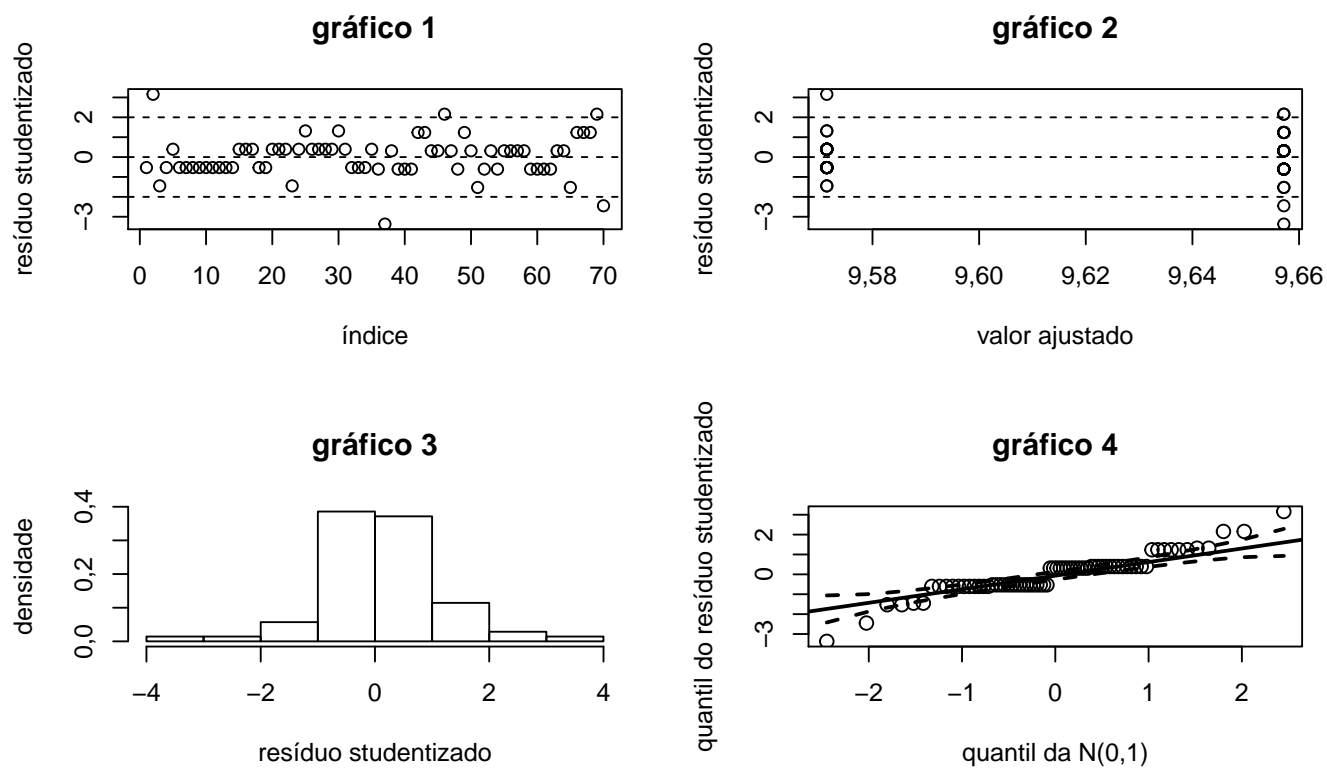 gráfico 1
resíduo studentizado
−3 0 2
0 10 20 30 40 50 60 70
índice
gráfico 2
resíduo studentizado
−3 0 2
9,58 9,60 9,62 9,64 9,66
valor ajustado
gráfico 3
densidade
0,0 0,2 0,4
−4 −2 0 2 4
resíduo studentizado
gráfico 4
quantil do resíduo studentizado
−3 0 2
−2 −1 0 1 2
quantil da N(0,1)